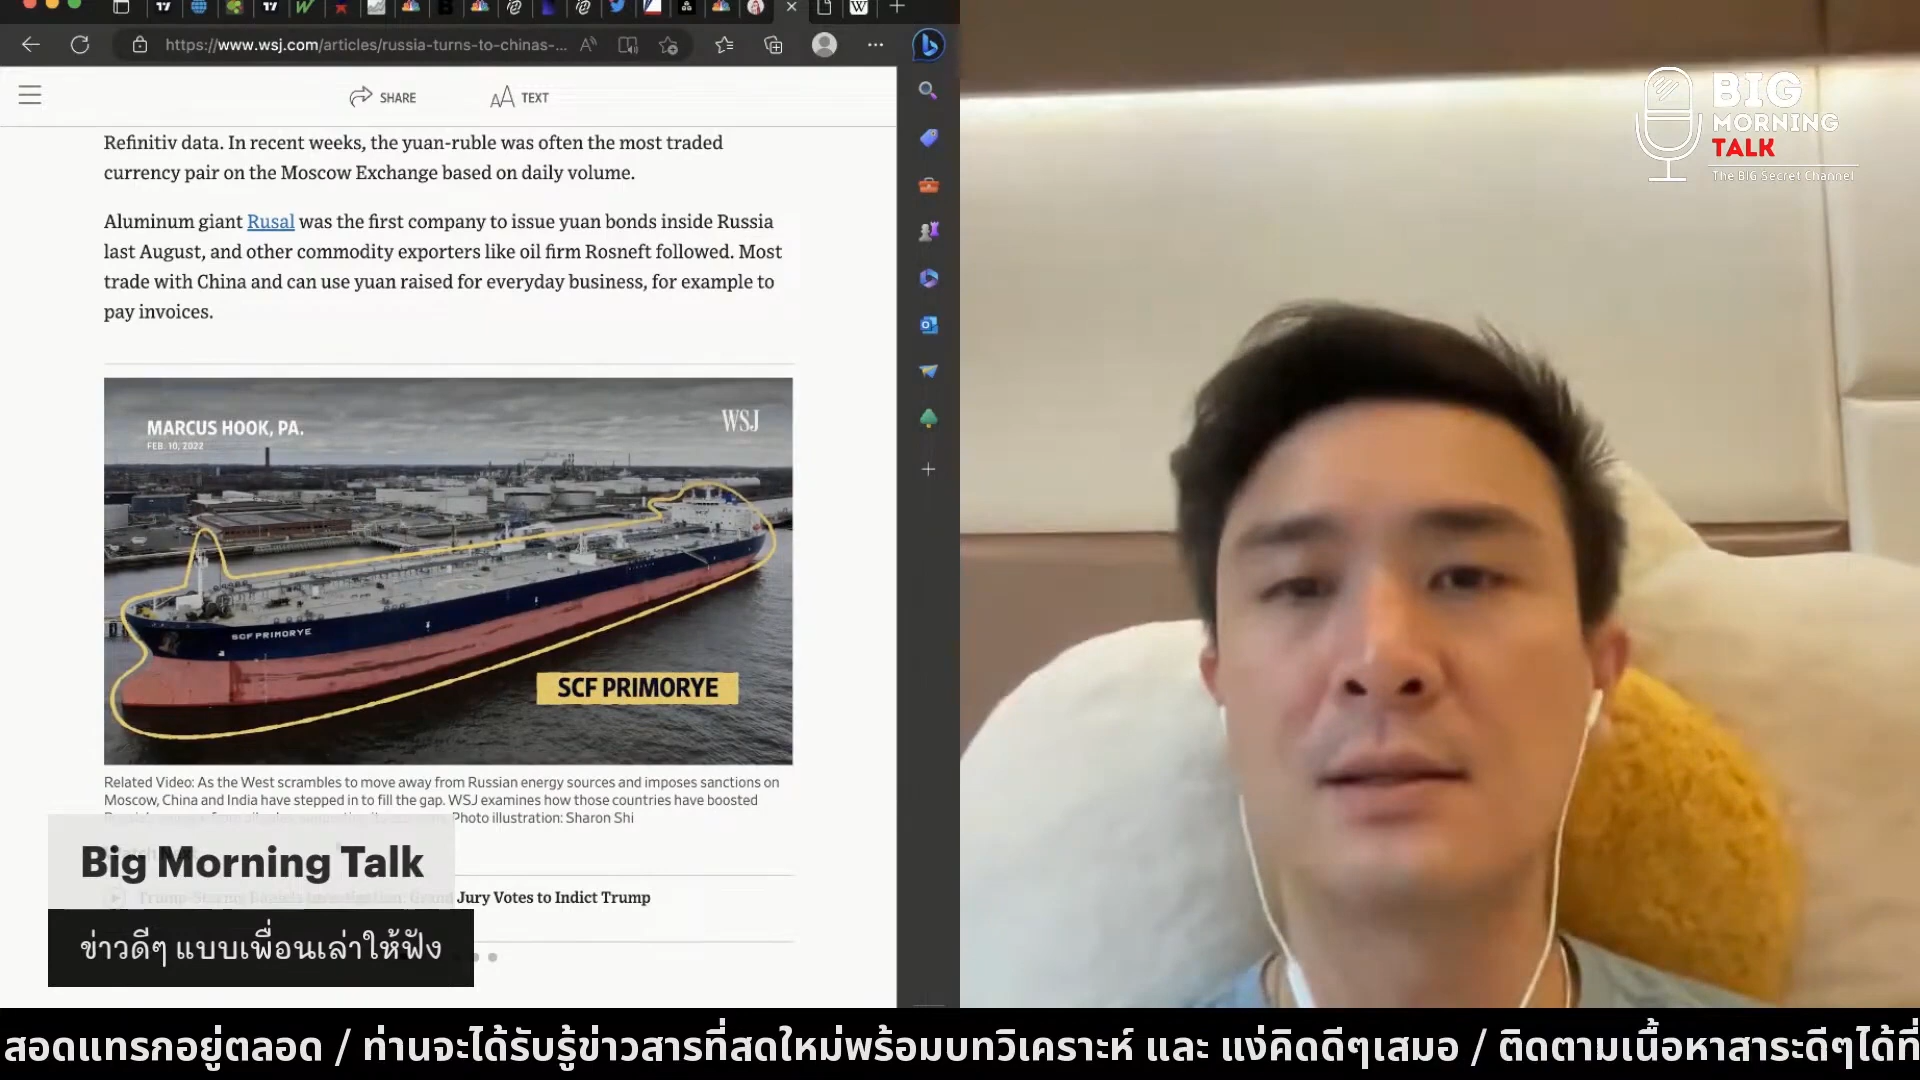 https://www.wsj.com/articles/russia-turns-to-chinas-...
SHARE
AA TEXT
Refinitiv data. In recent weeks, the yuan-ruble was often the most traded
currency pair on the Moscow Exchange based on daily volume.
Aluminum giant Rusal was the first company to issue yuan bonds inside Russia
last August, and other commodity exporters like oil firm Rosneft followed. Most
trade with China and can use yuan raised for everyday business, for example to
pay invoices.
MARCUS HOOK, PA.
FEB. 10, 2022
WSJ
SCF PRIMORYE
SCF PRIMORYE
Related Video: As the West scrambles to move away from Russian energy sources and imposes sanctions on
Moscow, China and India have stepped in to fill the gap. WSJ examines how those countries have boosted
Photo illustration: Sharon Shi
Jury Votes to Indict Trump
Big Morning Talk
ข่าวดีๆ แบบเพื่อนเล่าให้ฟัง
BIG
MORNING
TALK
The BIG Secret Channel
สอดแทรกอยู่ตลอด / ท่านจะได้รับรู้ข่าวสารที่สดใหม่พร้อมบทวิเคราะห์ และ แง่คิดดีๆเสมอ / ติดตามเนื้อหาสาระดีๆได้ที่